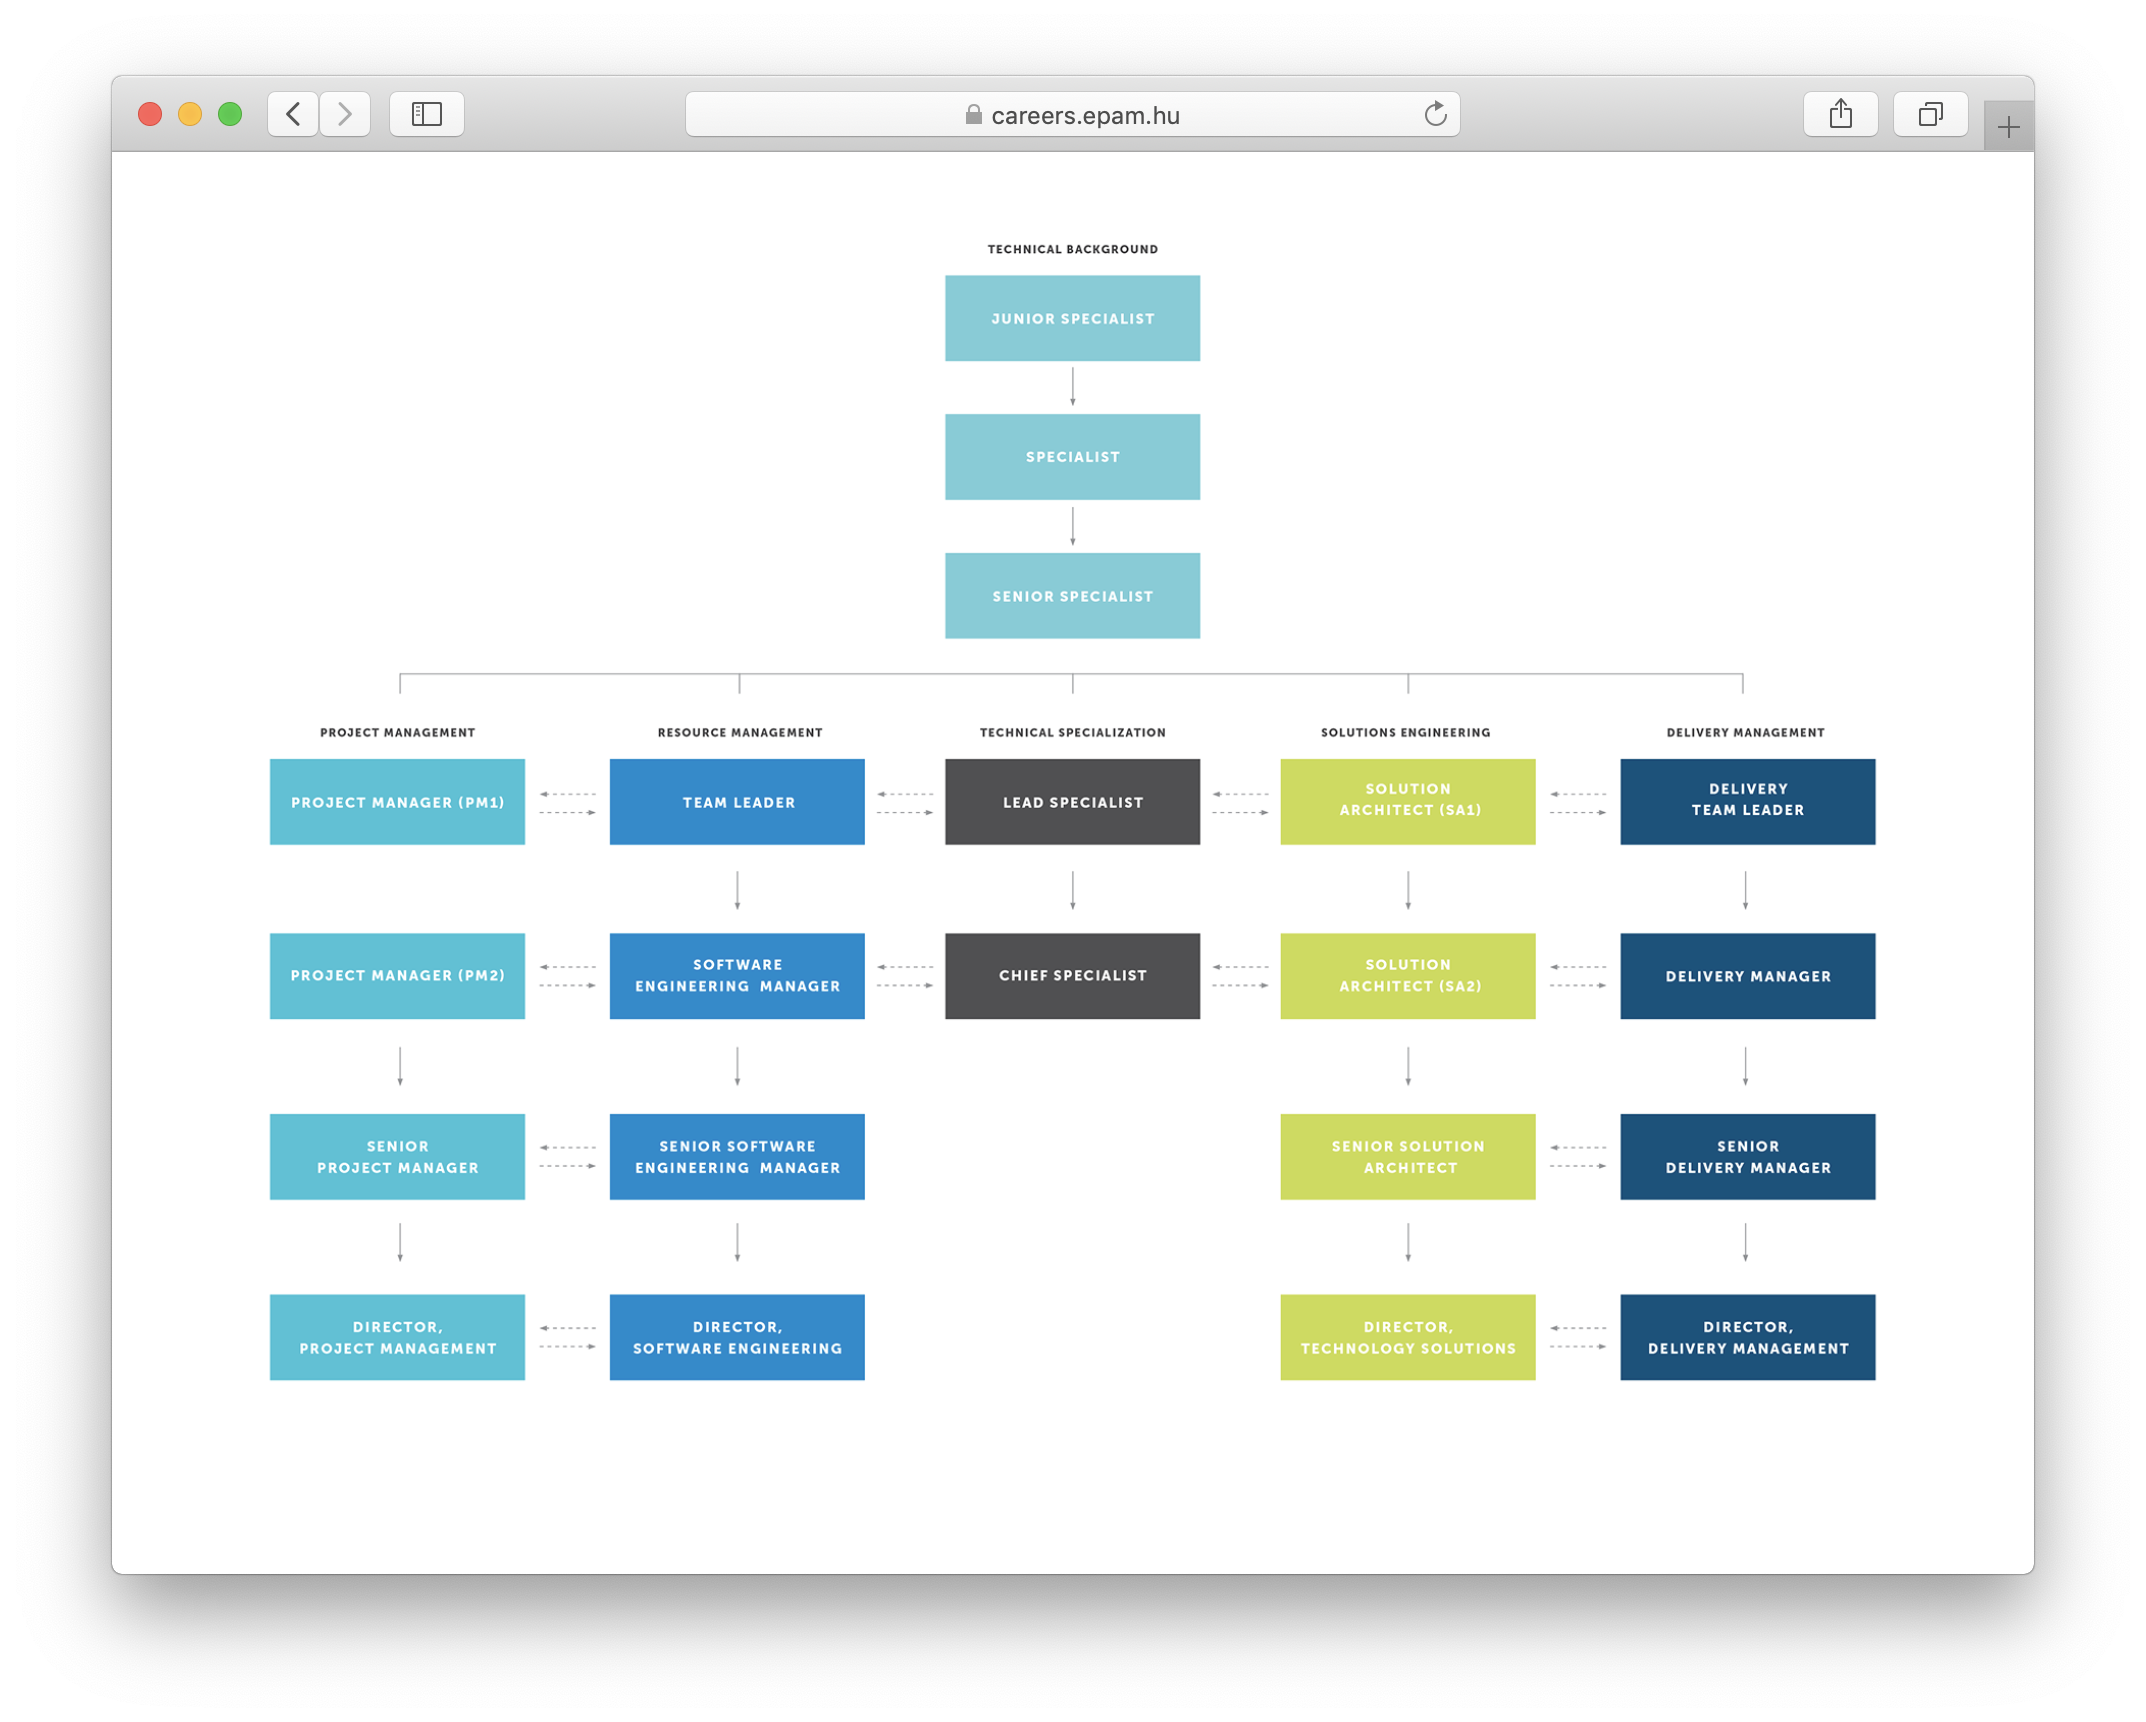 careers.epam.hu
TECHNICAL BACKGROUND
JUNIOR SPECIALIST
SPECIALIST
SENIOR SPECIALIST
PROJECT MANAGEMENT
RESOURCE MANAGEMENT
TECHNICAL SPECIALIZATION
SOLUTIONS ENGINEERING
DELIVERY MANAGEMENT
PROJECT MANAGER (PM1)
TEAM LEADER
LEAD SPECIALIST
SOLUTION
ARCHITECT (SA1)
DELIVERY
TEAM LEADER
PROJECT MANAGER (PM2)
SOFTWARE
ENGINEERING MANAGER
CHIEF SPECIALIST
SOLUTION
ARCHITECT (SA2)
DELIVERY MANAGER
SENIOR
PROJECT MANAGER
SENIOR SOFTWARE
ENGINEERING MANAGER
SENIOR SOLUTION
ARCHITECT
SENIOR
DELIVERY MANAGER
DIRECTOR,
PROJECT MANAGEMENT
DIRECTOR,
SOFTWARE ENGINEERING
DIRECTOR,
TECHNOLOGY SOLUTIONS
DIRECTOR,
DELIVERY MANAGEMENT